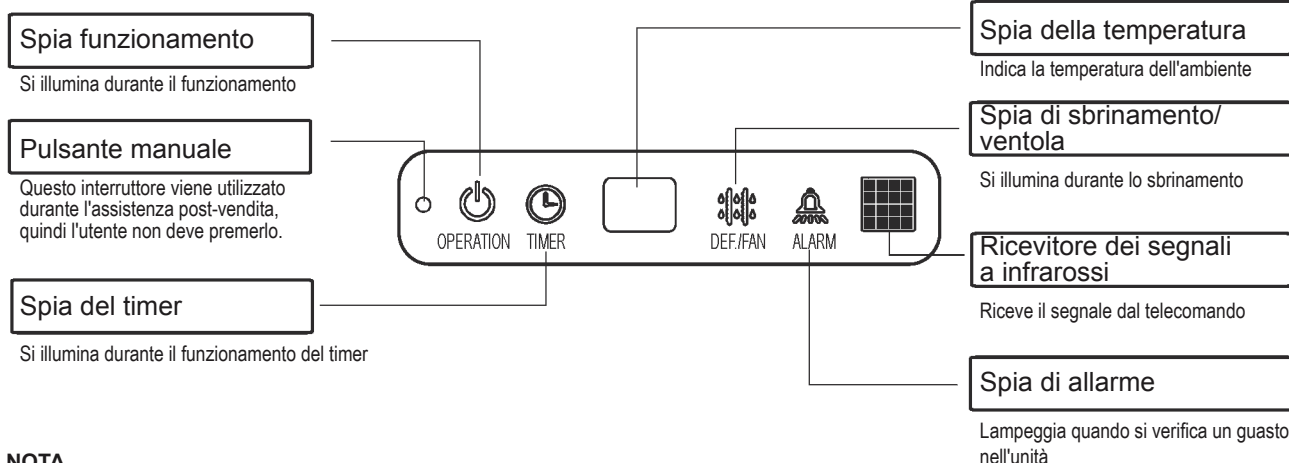 Spia funzionamento
Si illumina durante il funzionamento
Pulsante manuale
Questo interruttore viene utilizzato
durante l'assistenza post-vendita,
quindi l'utente non deve premerlo.
Spia del timer
Si illumina durante il funzionamento del timer
OPERATION
TIMER
DEF./FAN
ALARM
Spia della temperatura
Indica la temperatura dell'ambiente
Spia di sbrinamento/
ventola
Si illumina durante lo sbrinamento
Ricevitore dei segnali
a infrarossi
Riceve il segnale dal telecomando
Spia di allarme
Lampeggia quando si verifica un guasto
nell'unità
NOTA